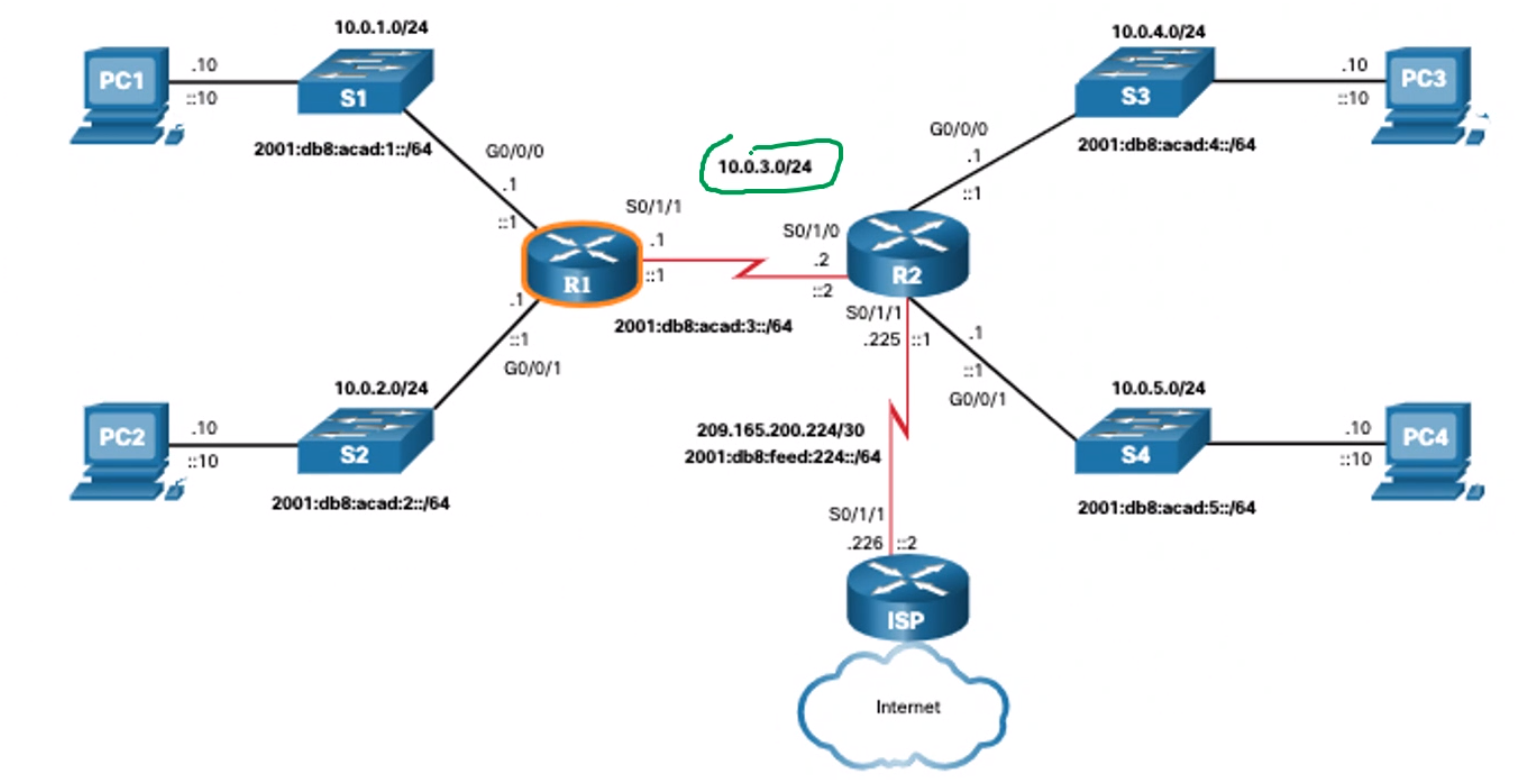 10.0.1.0/24
PC1
.10
::10
S1
2001:db8:acad:1::/64
G0/0/0
.1
::1
10.0.3.0/24
S0/1/1
.1
::1
R1
S0/1/0
.2
::2
R2
2001:db8:acad:3::/64
10.0.4.0/24
S3
.10
::10
PC3
G0/0/0
.1
::1
2001:db8:acad:4::/64
.1
::1
G0/0/1
10.0.2.0/24
PC2
.10
::10
S2
2001:db8:acad:2::/64
S0/1/1
.225
::1
.1
::1
G0/0/1
10.0.5.0/24
S4
.10
::10
PC4
2001:db8:acad:5::/64
209.165.200.224/30
2001:db8:feed:224::/64
S0/1/1
.226
::2
ISP
Internet